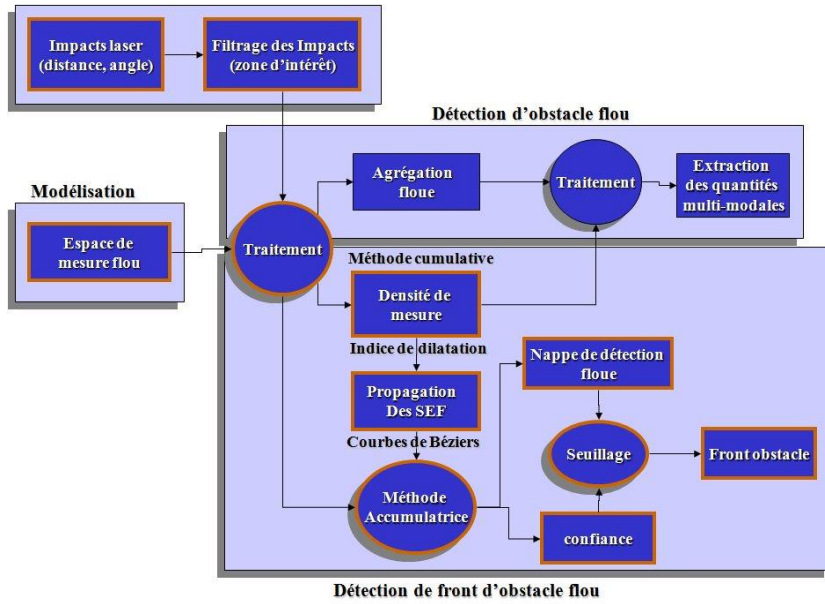 Impacts laser
(distance, angle)
Filtrage des Impacts
(zone d’intérêt)
Détection d’obstacle flou
Modélisation
Espace de
mesure flou
Traitement
Agrégation
floue
Traitement
Extraction
des quantités
multi-modales
Méthode cumulative
Densité de
mesure
Indice de dilatation
Propagation
Des SEF
Courbes de Béziers
Méthode
Accumulatrice
Nappe de détection
floue
Seuillage
Front obstacle
confiance
Détection de front d’obstacle flou